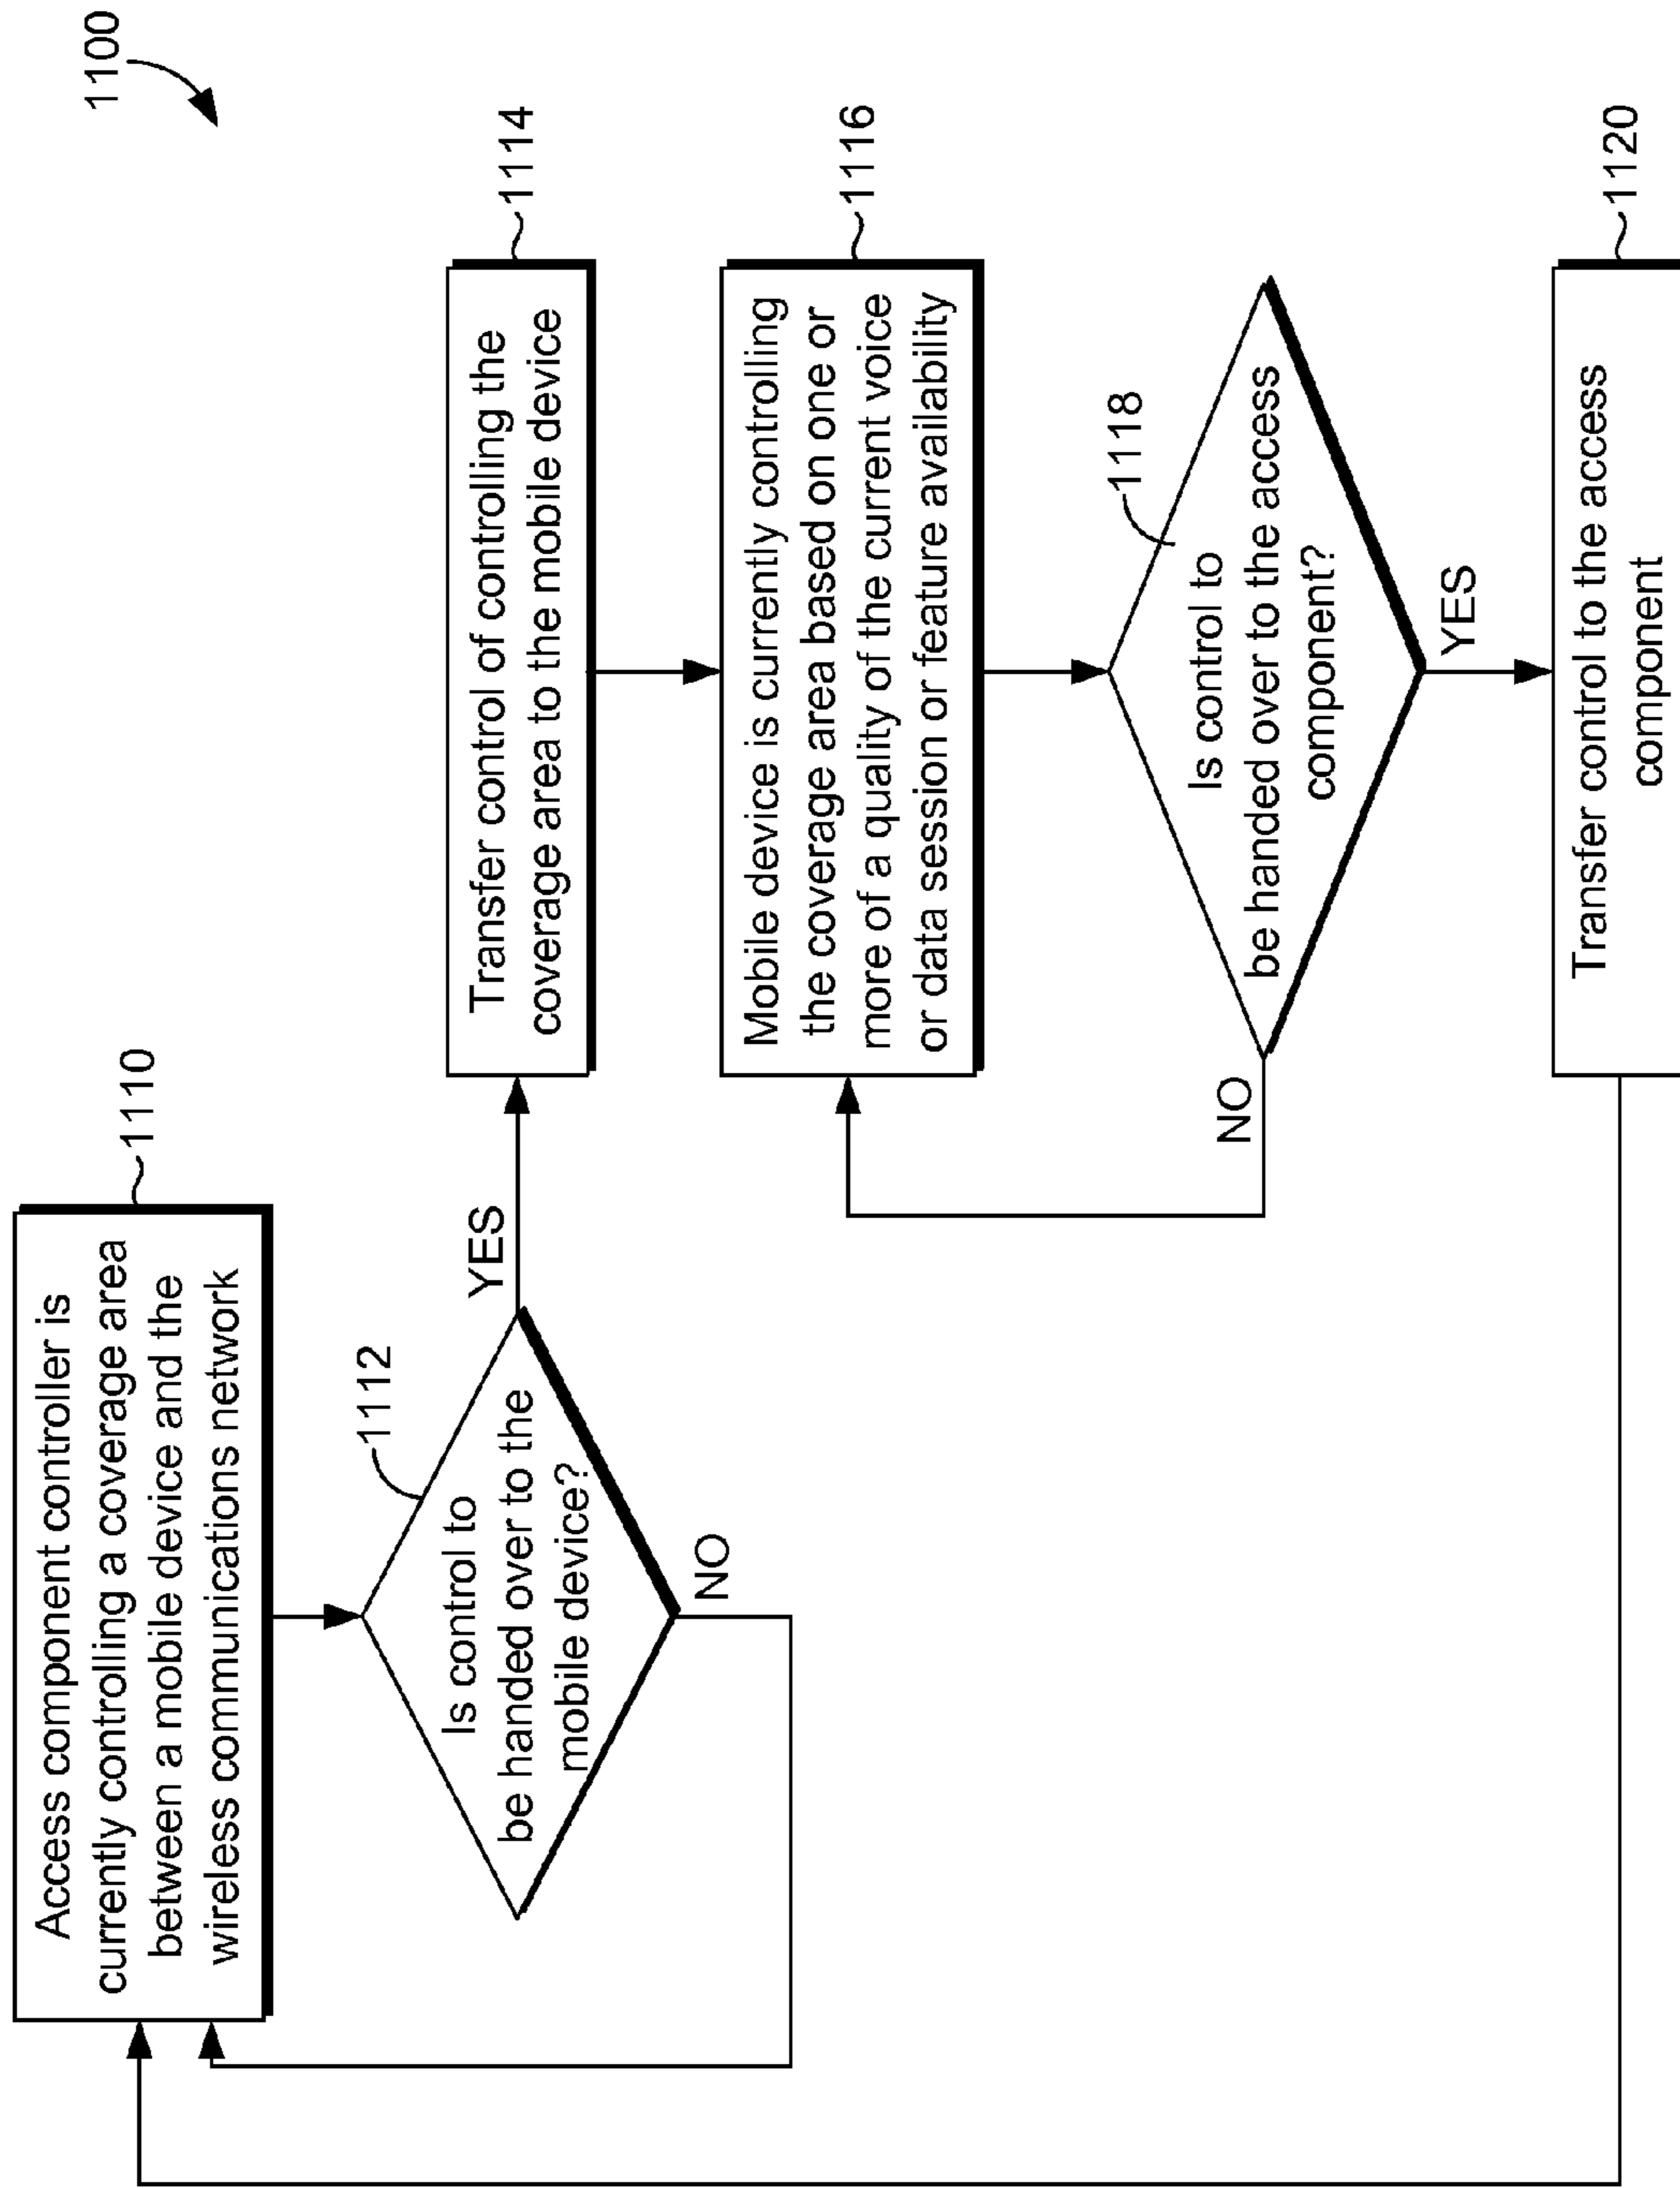 1100
Access component controller is
currently controlling a coverage area
between a mobile device and the
wireless communications network
1110
Is control to
be handed over to the
mobile device?
1112
YES
NO
Transfer control of controlling the
coverage area to the mobile device
1114
Mobile device is currently controlling
the coverage area based on one or
more of a quality of the current voice
or data session or feature availability
1116
Is control to
be handed over to the access
component?
1118
NO
YES
Transfer control to the access
component
1120